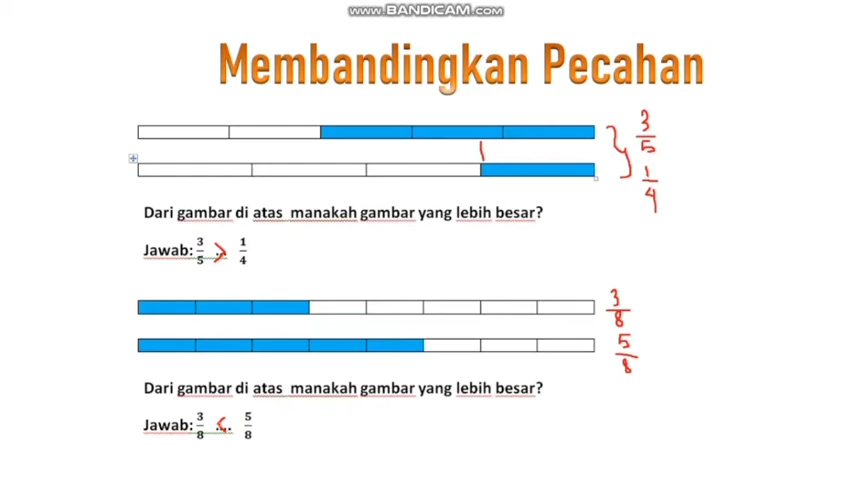 www.BANDICAM.com
Membandingkan Pecahan
3/5
1/4
Dari gambar di atas manakah gambar yang lebih besar?
Jawab: 3/5 ... > 1/4
3/8
5/8
Dari gambar di atas manakah gambar yang lebih besar?
Jawab: 3/8 .... < 5/8